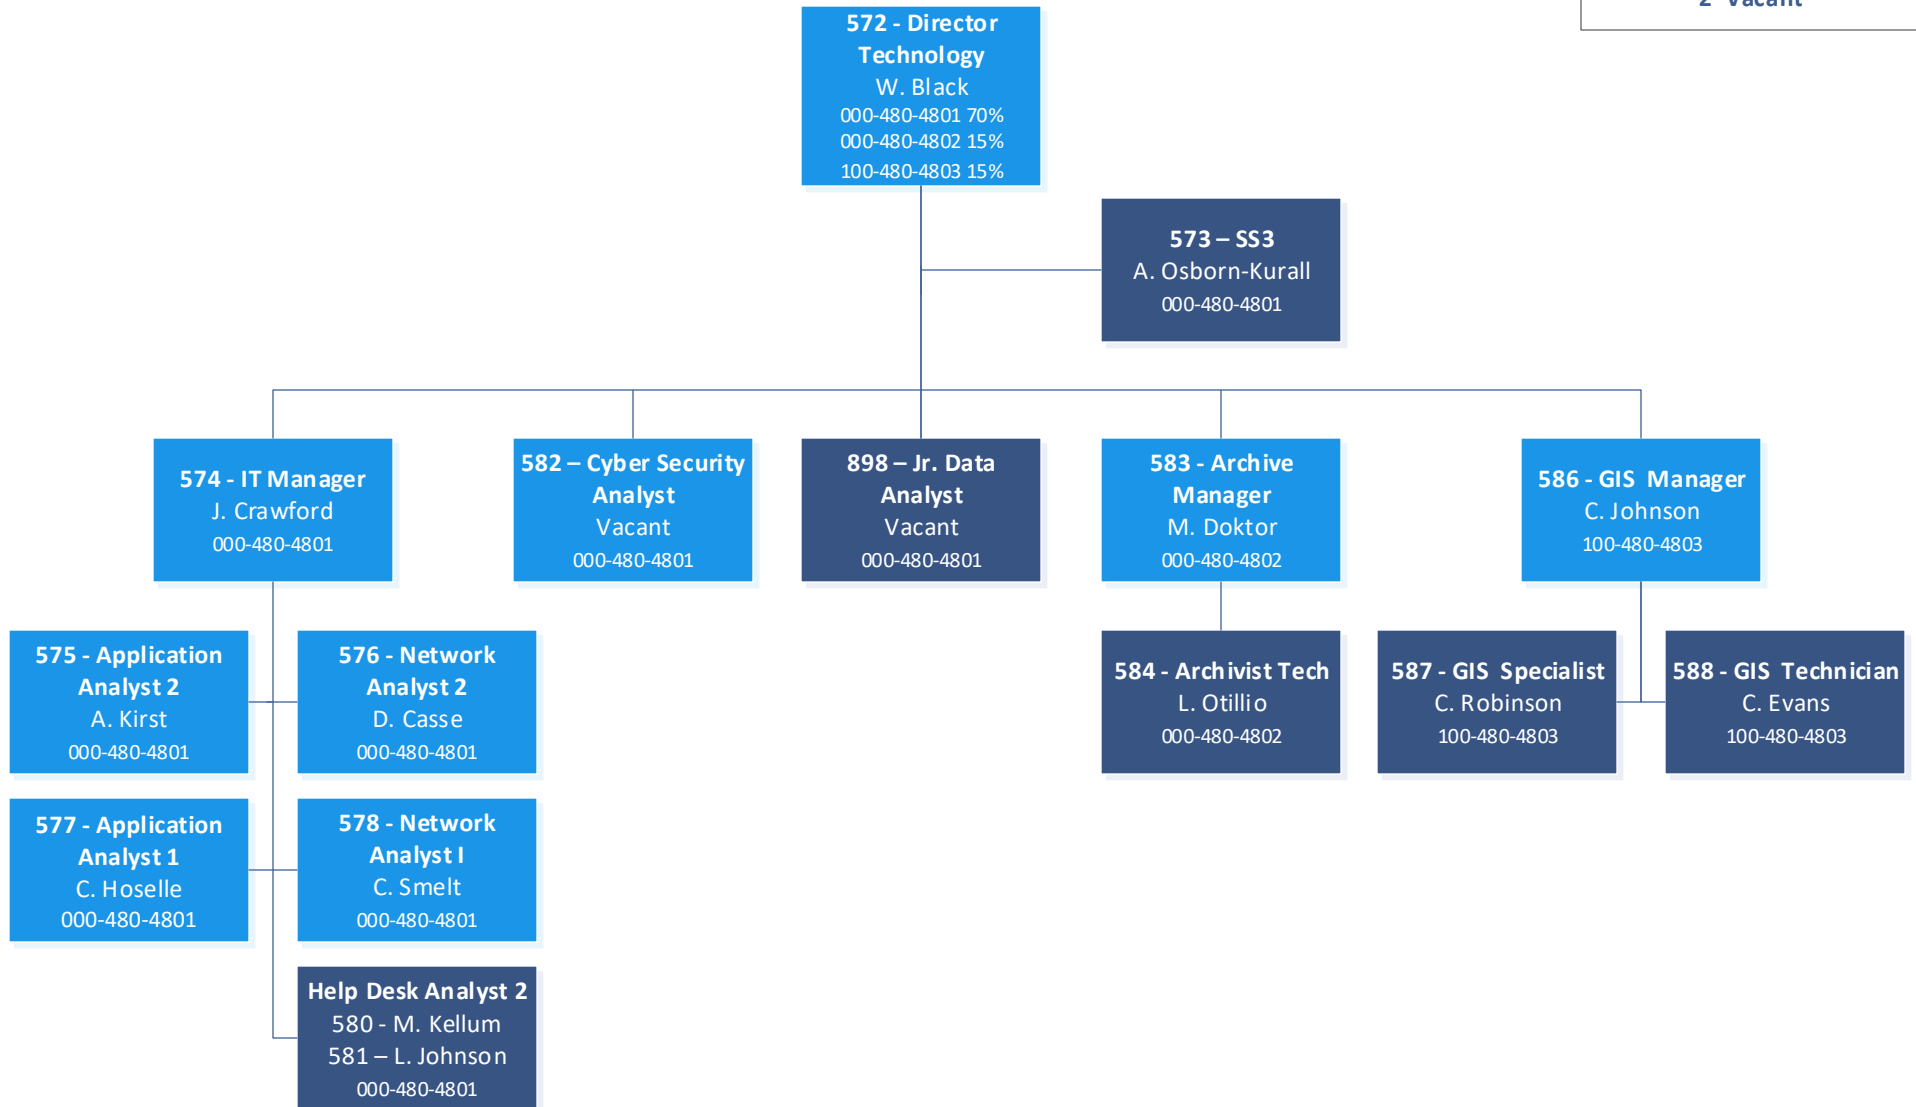 2 Vacant
572 - Director
Technology
W. Black
000-480-4801 70%
000-480-4802 15%
100-480-4803 15%
573 – SS3
A. Osborn-Kurall
000-480-4801
574 - IT Manager
J. Crawford
000-480-4801
582 – Cyber Security
Analyst
Vacant
000-480-4801
898 – Jr. Data
Analyst
Vacant
000-480-4801
583 - Archive
Manager
M. Doktor
000-480-4802
586 - GIS Manager
C. Johnson
100-480-4803
575 - Application
Analyst 2
A. Kirst
000-480-4801
576 - Network
Analyst 2
D. Casse
000-480-4801
584 - Archivist Tech
L. Otillio
000-480-4802
587 - GIS Specialist
C. Robinson
100-480-4803
588 - GIS Technician
C. Evans
100-480-4803
577 - Application
Analyst 1
C. Hoselle
000-480-4801
578 - Network
Analyst I
C. Smelt
000-480-4801
Help Desk Analyst 2
580 - M. Kellum
581 – L. Johnson
000-480-4801